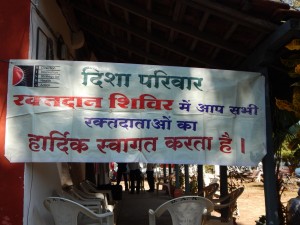 दिशा परिवार
रक्तदान शिविर में आप सभी
रक्तदाताओं का
हार्दिक स्वागत करता है ।